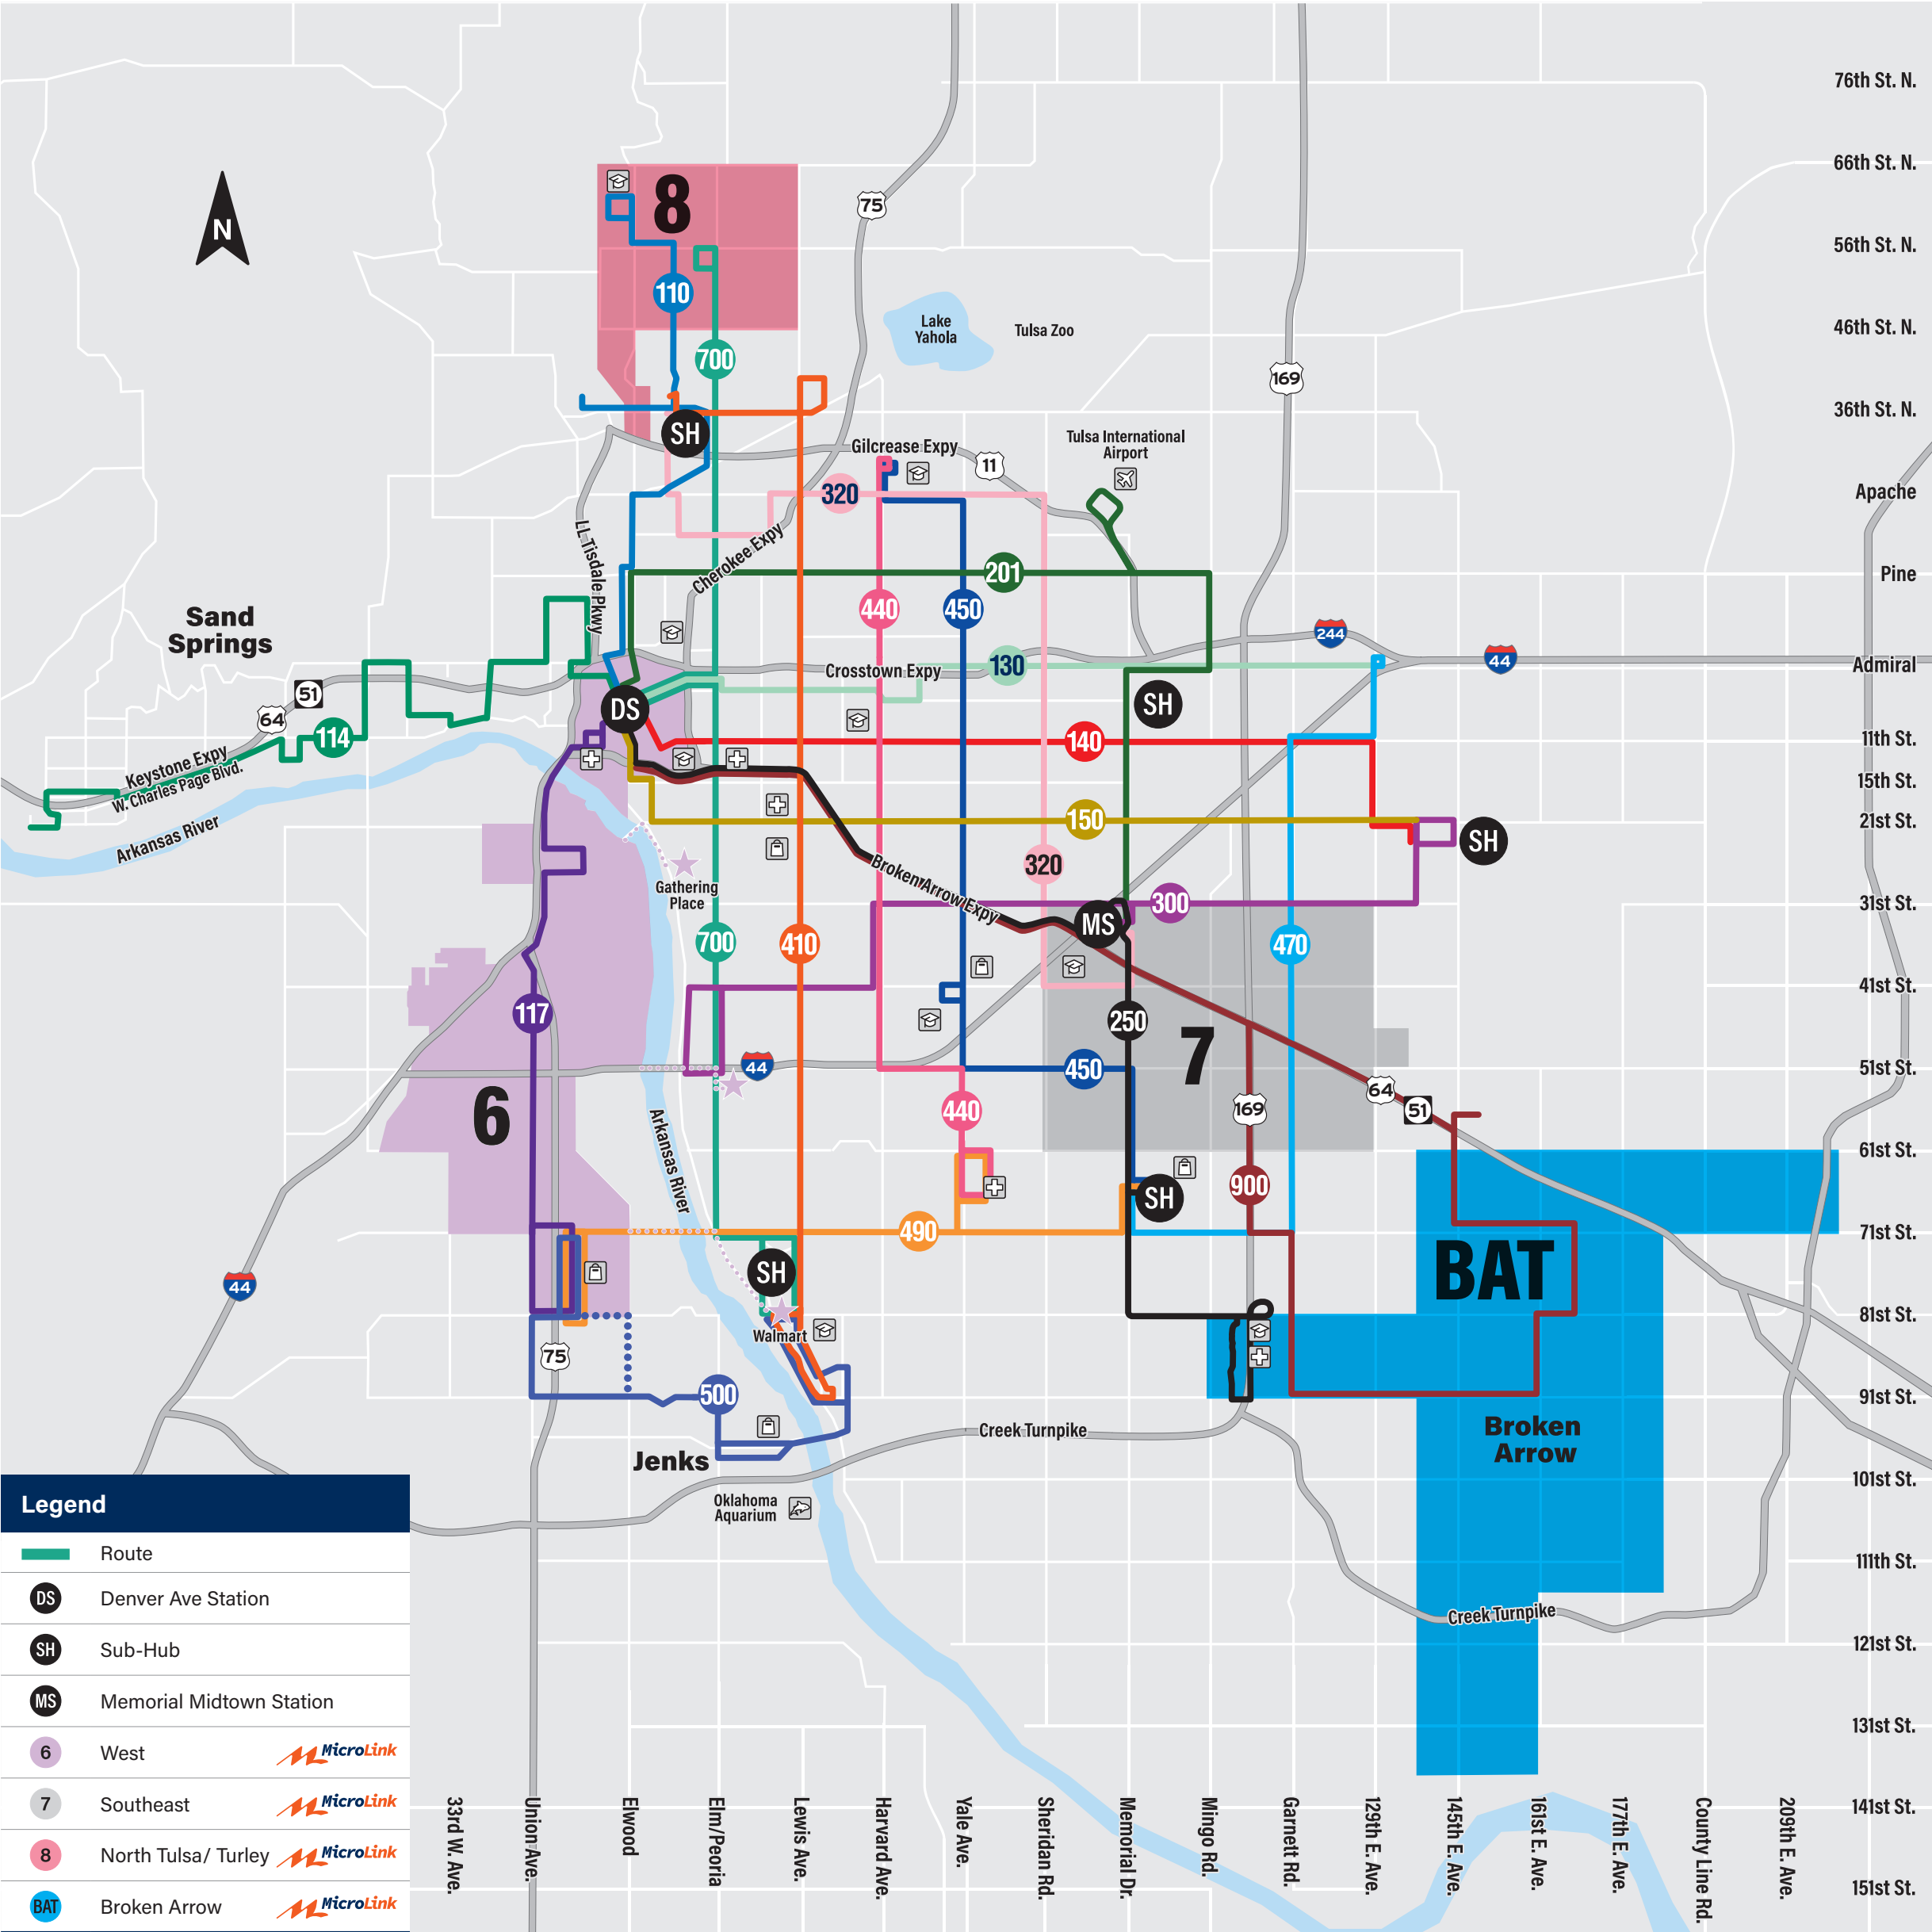 76th St. N.
66th St. N.
8
75
56th St. N.
N
110
Lake
Yahola
Tulsa Zoo
46th St. N.
700
169
36th St. N.
SH
Gilcrease Expy
Tulsa International
Airport
11
320
Apache
LL Tisdale Pkwy
Cherokee Expy
201
Pine
Sand
Springs
440
450
244
44
Crosstown Expy
130
Admiral
51
64
DS
SH
114
140
11th St.
Keystone Expy
W. Charles Page Blvd.
15th St.
Arkansas River
150
21st St.
SH
Gathering
Place
320
Broken Arrow Expy
300
31st St.
MS
700
410
470
41st St.
117
250
7
44
450
51st St.
6
440
64
51
169
Arkansas River
61st St.
900
SH
490
71st St.
SH
BAT
44
81st St.
Walmart
75
500
91st St.
Creek Turnpike
Broken
Arrow
Jenks
101st St.
Oklahoma
Aquarium
111th St.
Creek Turnpike
121st St.
131st St.
141st St.
151st St.
33rd W. Ave.
Union Ave.
Elwood
Elm/Peoria
Lewis Ave.
Harvard Ave.
Yale Ave.
Sheridan Rd.
Memorial Dr.
Mingo Rd.
Garnett Rd.
129th E. Ave.
145th E. Ave.
161st E. Ave.
177th E. Ave.
County Line Rd.
209th E. Ave.
Legend
Route
DS Denver Ave Station
SH Sub-Hub
MS Memorial Midtown Station
6 West MicroLink
7 Southeast MicroLink
8 North Tulsa/ Turley MicroLink
BAT Broken Arrow MicroLink